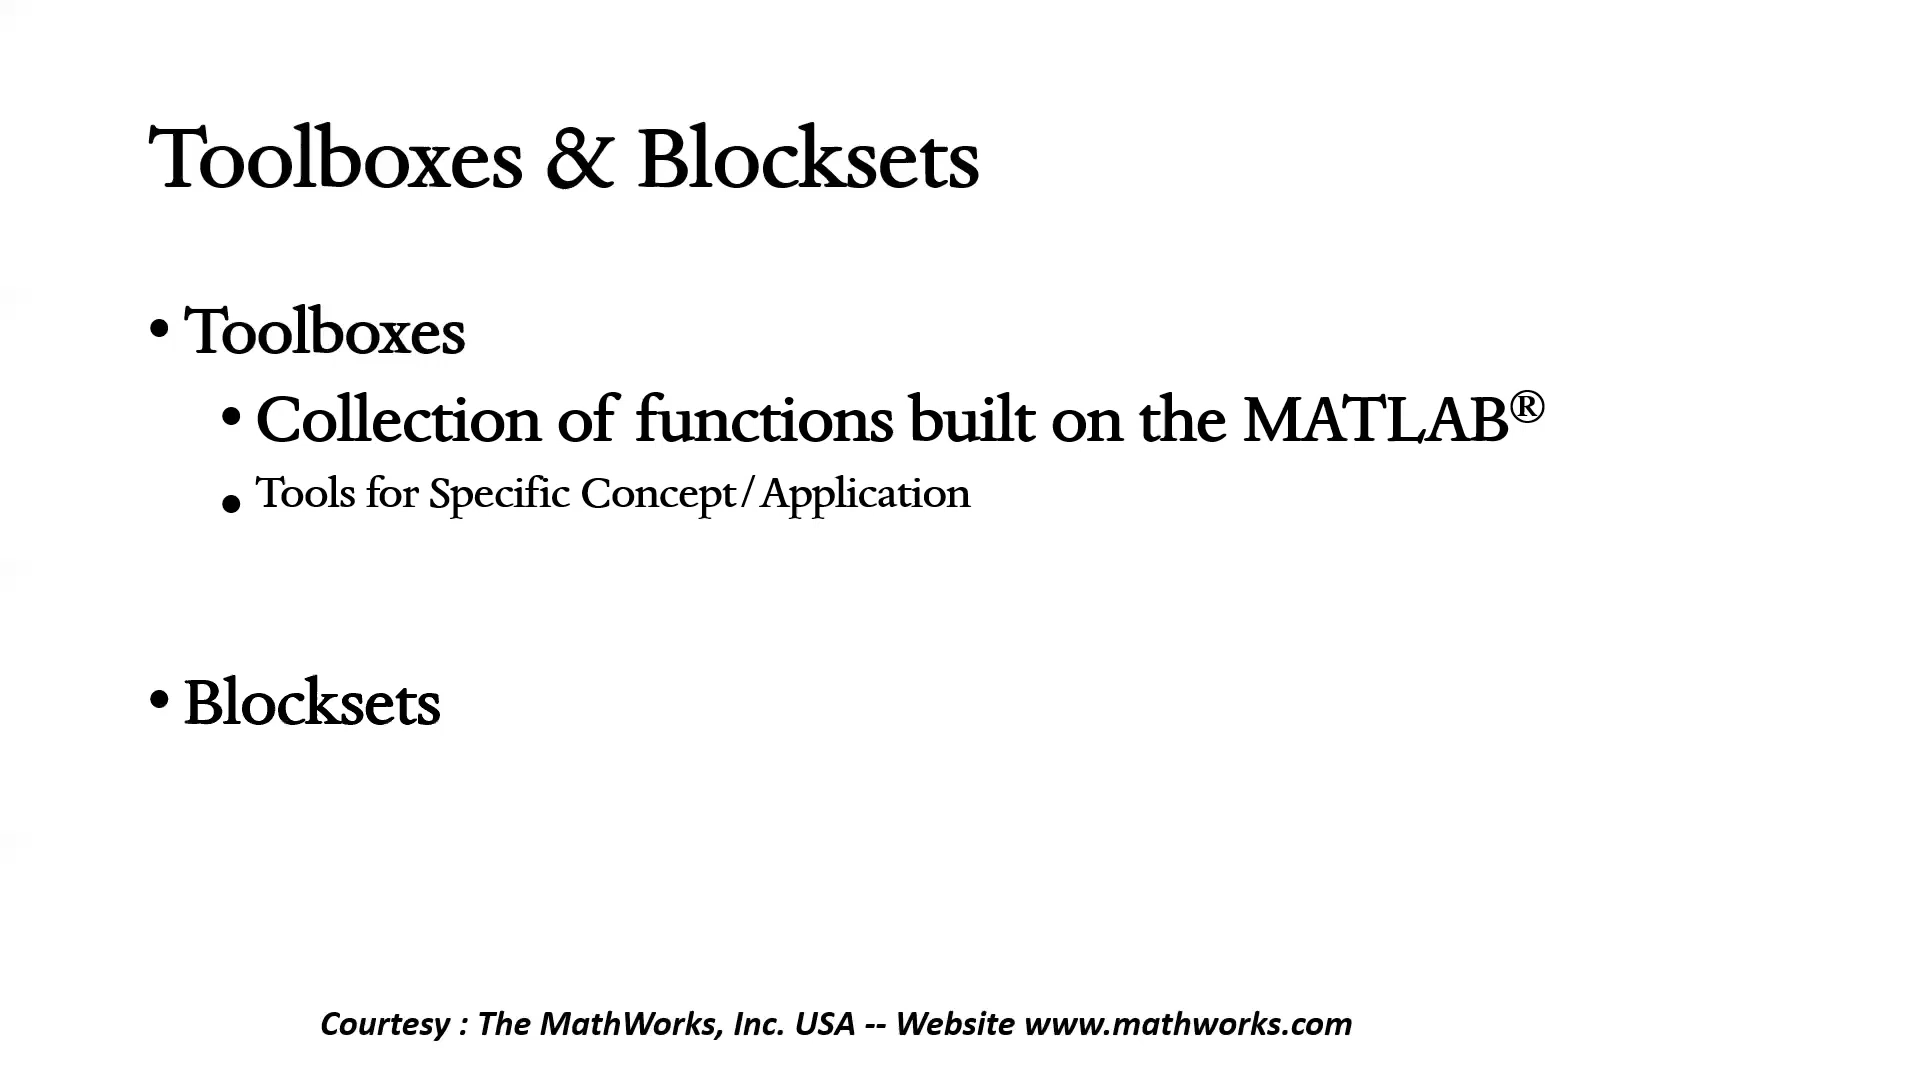 Toolboxes & Blocksets
• Toolboxes
• Collection of functions built on the MATLAB®
• Tools for Specific Concept/Application
• Blocksets
Courtesy : The MathWorks, Inc. USA -- Website www.mathworks.com